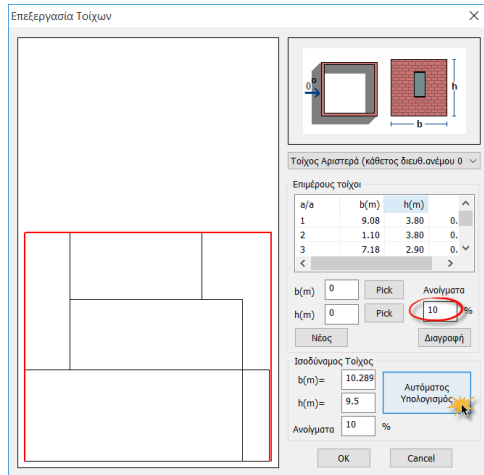 Επεξεργασία Τοίχων
0°
h
b
Τοίχος Αριστερά (κάθετος διευθ.ανέμου 0
Επιμέρους τοίχοι
a/a b(m) h(m)
1 9.08 3.80 0.
2 1.10 3.80 0.
3 7.18 2.90 0.
b(m) 0 Pick Ανοίγματα
h(m) 0 Pick 10 %
Νέος Διαγραφή
Ισοδύναμος Τοίχος
b(m)= 10.289
h(m)= 9.5
Αυτόματος
Υπολογισμός
Ανοίγματα 10 %
OK Cancel